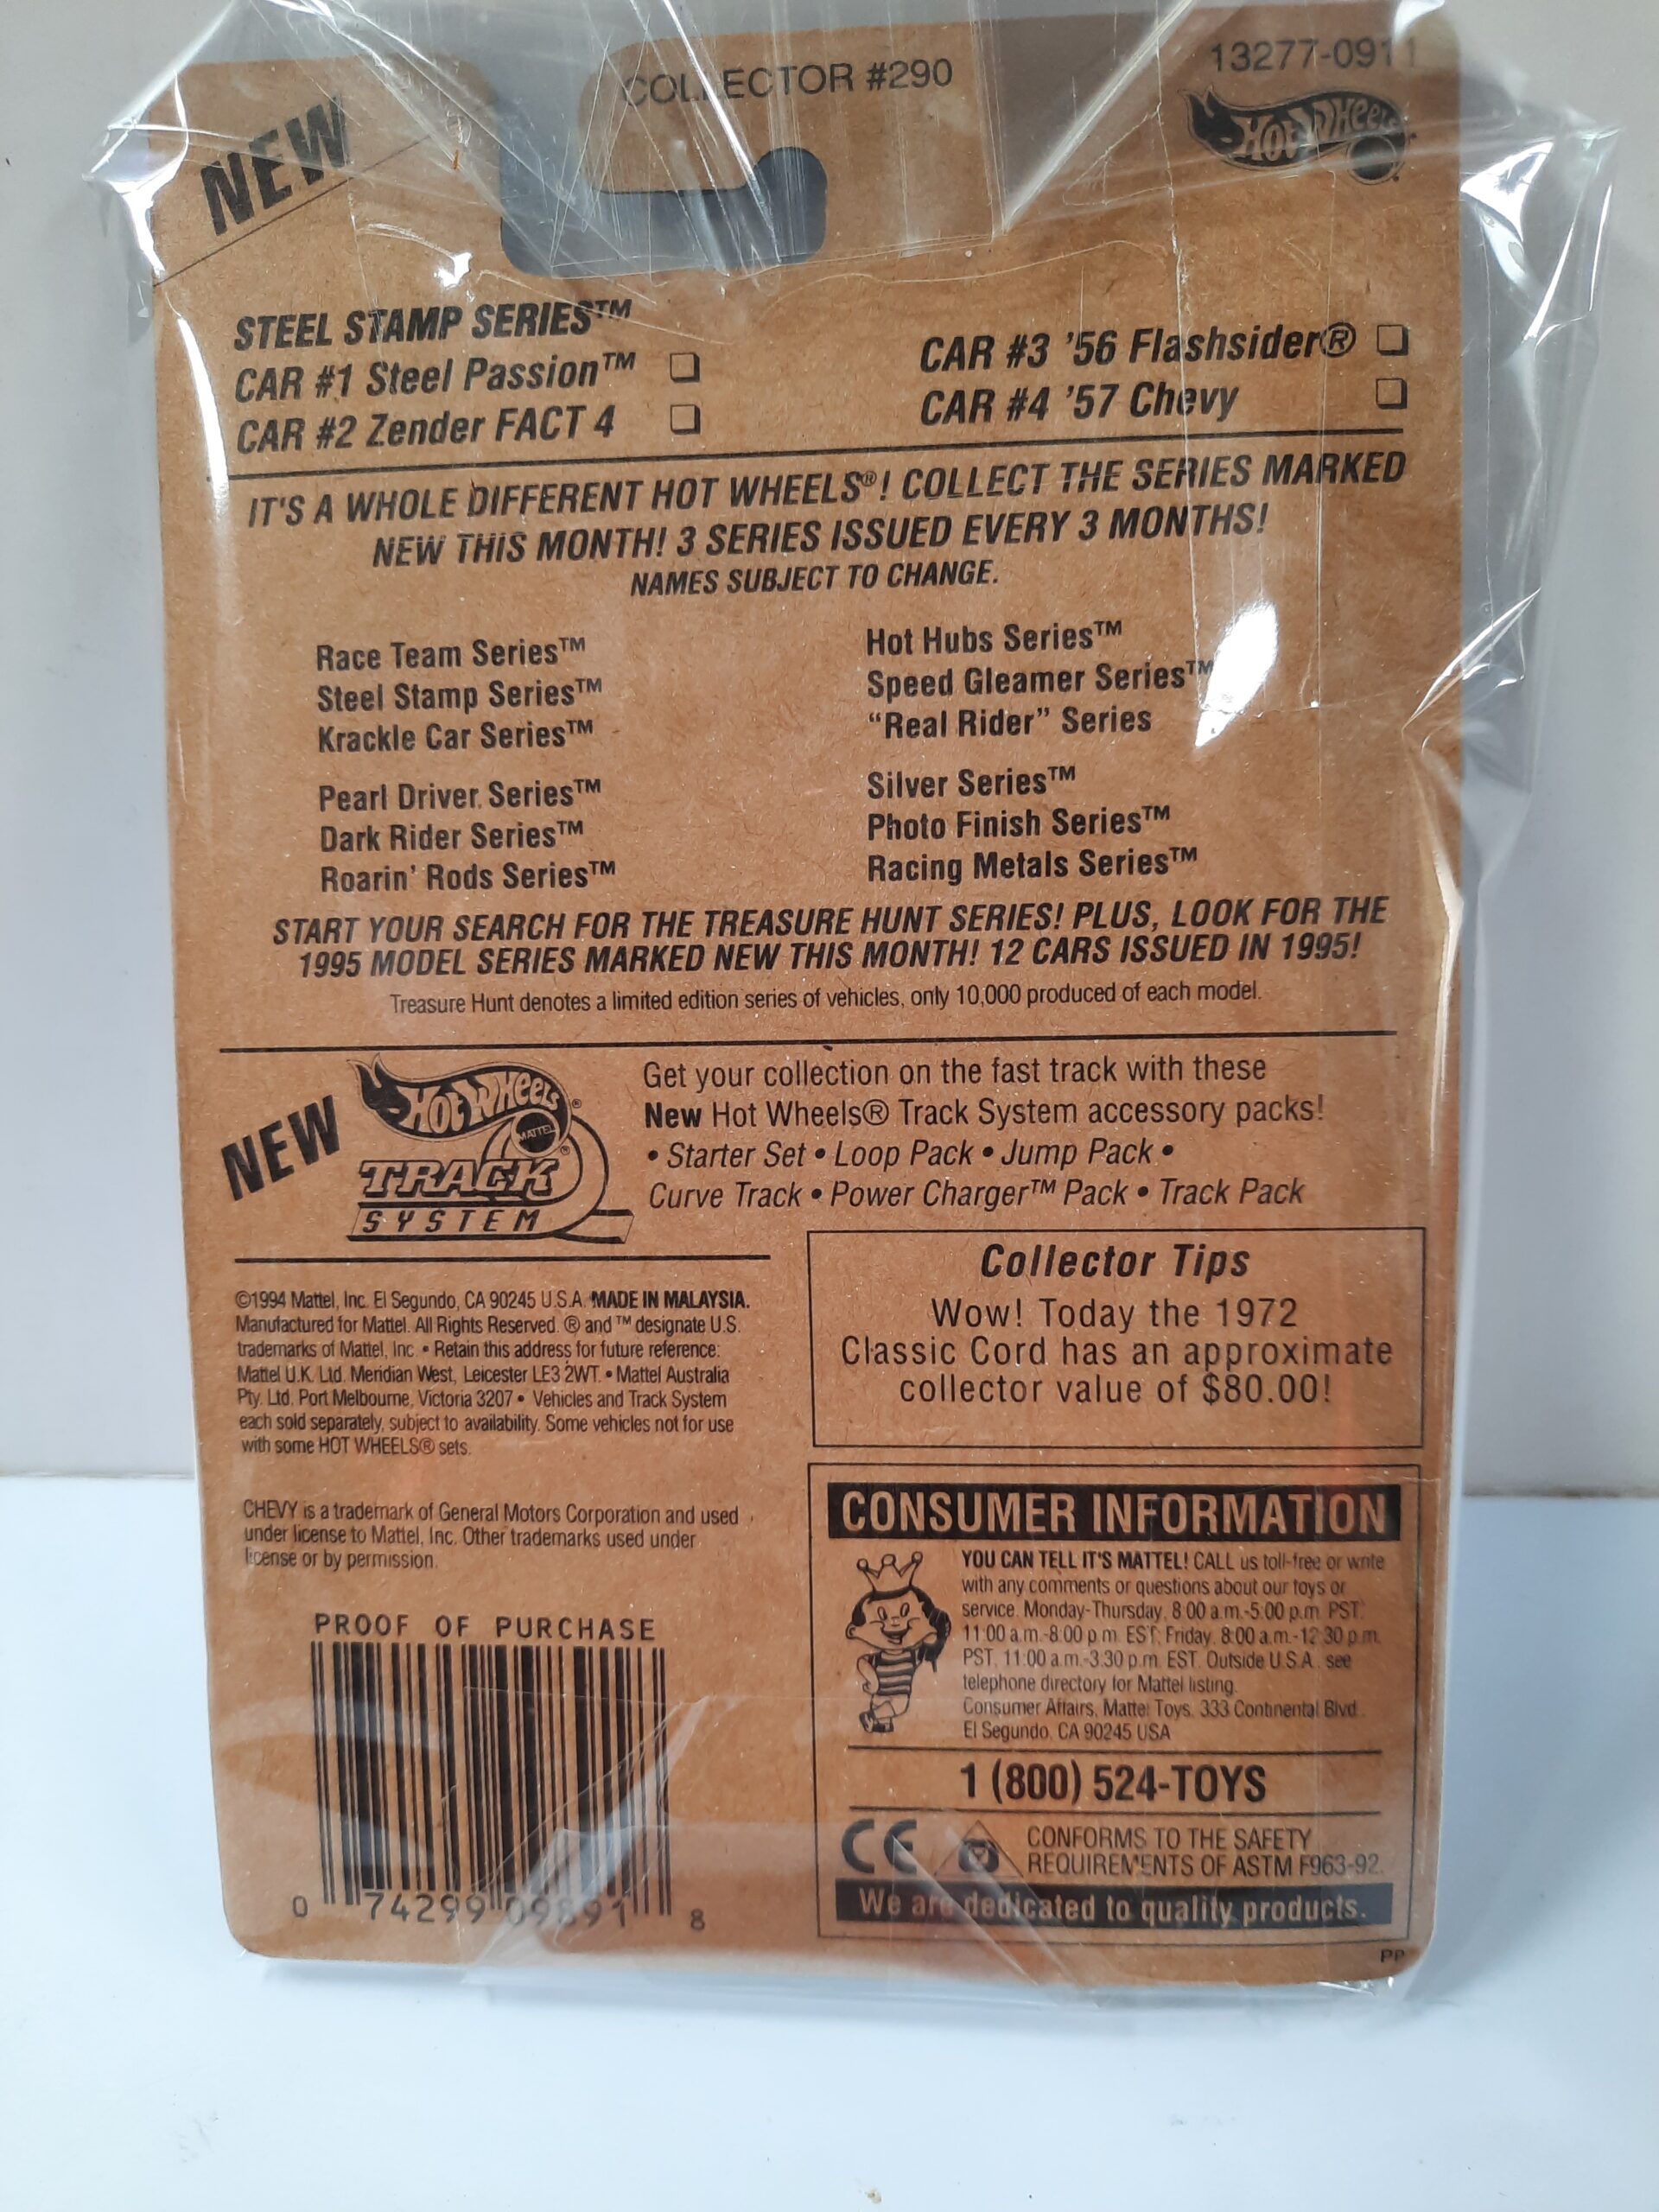 COLLECTOR #290
13277-0911
NEW
Hot Wheels
STEEL STAMP SERIES™
CAR #1 Steel Passion™ ❑
CAR #2 Zender FACT 4 ❑
CAR #3 '56 Flashsider® ❑
CAR #4 '57 Chevy ❑
IT'S A WHOLE DIFFERENT HOT WHEELS®! COLLECT THE SERIES MARKED
NEW THIS MONTH! 3 SERIES ISSUED EVERY 3 MONTHS!
NAMES SUBJECT TO CHANGE.
Race Team Series™
Steel Stamp Series™
Krackle Car Series™
Pearl Driver Series™
Dark Rider Series™
Roarin' Rods Series™
Hot Hubs Series™
Speed Gleamer Series™
“Real Rider” Series
Silver Series™
Photo Finish Series™
Racing Metals Series™
START YOUR SEARCH FOR THE TREASURE HUNT SERIES! PLUS, LOOK FOR THE
1995 MODEL SERIES MARKED NEW THIS MONTH! 12 CARS ISSUED IN 1995!
Treasure Hunt denotes a limited edition series of vehicles, only 10,000 produced of each model.
NEW
Hot Wheels®
MATTEL®
TRACK
SYSTEM
Get your collection on the fast track with these
New Hot Wheels® Track System accessory packs!
• Starter Set • Loop Pack • Jump Pack •
Curve Track • Power Charger™ Pack • Track Pack
©1994 Mattel, Inc. El Segundo, CA 90245 U.S.A. MADE IN MALAYSIA.
Manufactured for Mattel. All Rights Reserved. ® and ™ designate U.S.
trademarks of Mattel, Inc. • Retain this address for future reference:
Mattel U.K. Ltd. Meridian West, Leicester LE3 2WT. • Mattel Australia
Pty. Ltd. Port Melbourne, Victoria 3207 • Vehicles and Track System
each sold separately, subject to availability. Some vehicles not for use
with some HOT WHEELS® sets.
CHEVY is a trademark of General Motors Corporation and used
under license to Mattel, Inc. Other trademarks used under
license or by permission.
PROOF OF PURCHASE
0 74299 09891 8
Collector Tips
Wow! Today the 1972
Classic Cord has an approximate
collector value of $80.00!
CONSUMER INFORMATION
YOU CAN TELL IT'S MATTEL! CALL us toll-free or write
with any comments or questions about our toys or
service. Monday-Thursday, 8:00 a.m.-5:00 p.m. PST.
11:00 a.m.-8:00 p.m. EST; Friday, 8:00 a.m.-12:30 p.m.
PST, 11:00 a.m.-3:30 p.m. EST. Outside U.S.A., see
telephone directory for Mattel listing.
Consumer Affairs, Mattel Toys, 333 Continental Blvd.
El Segundo, CA 90245 USA
1 (800) 524-TOYS
CE
CONFORMS TO THE SAFETY
REQUIREMENTS OF ASTM F963-92.
We are dedicated to quality products.
PP